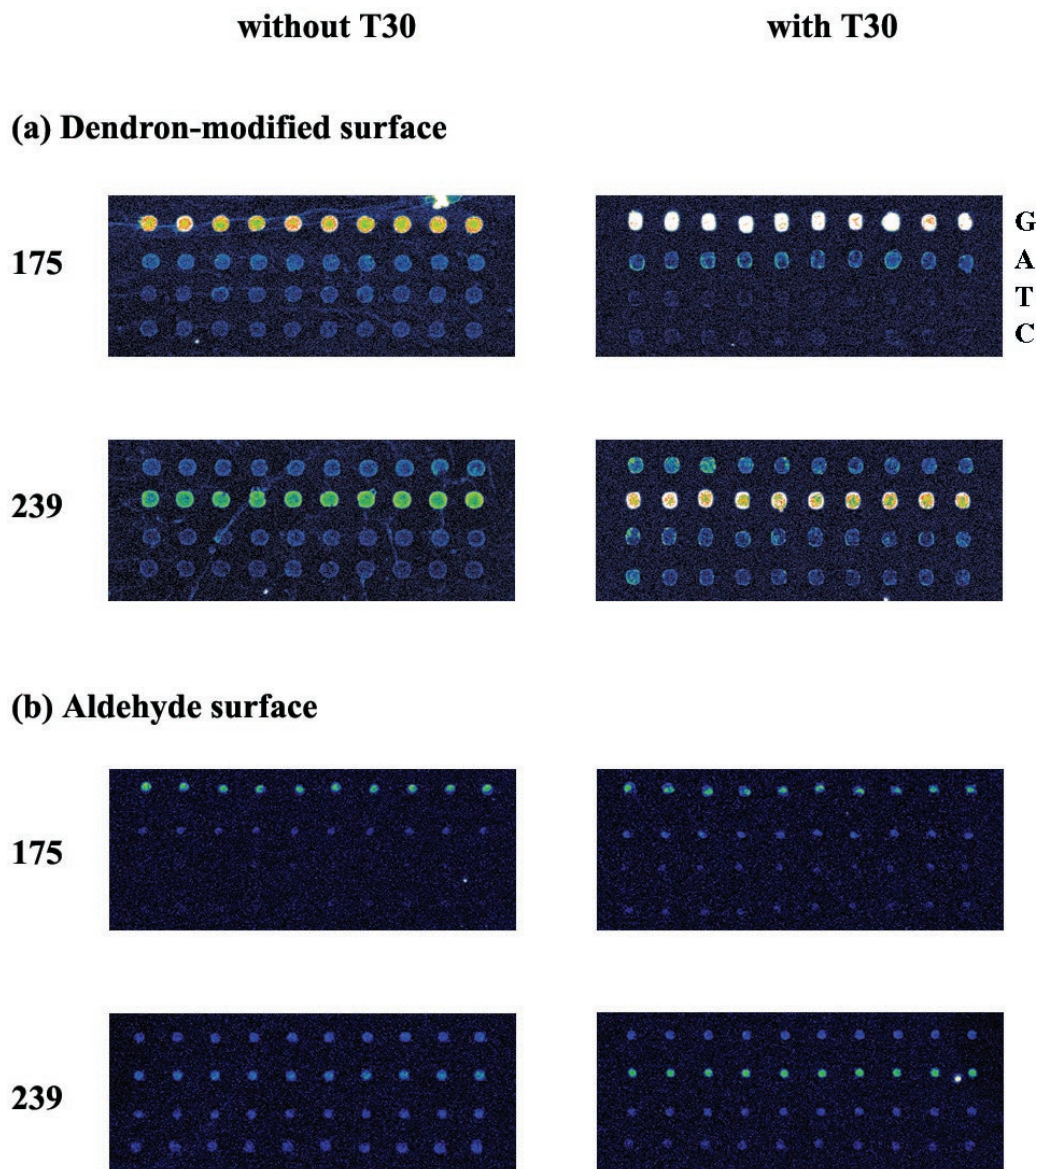 without T30
with T30
(a) Dendron-modified surface
175
G
A
T
C
239
(b) Aldehyde surface
175
239